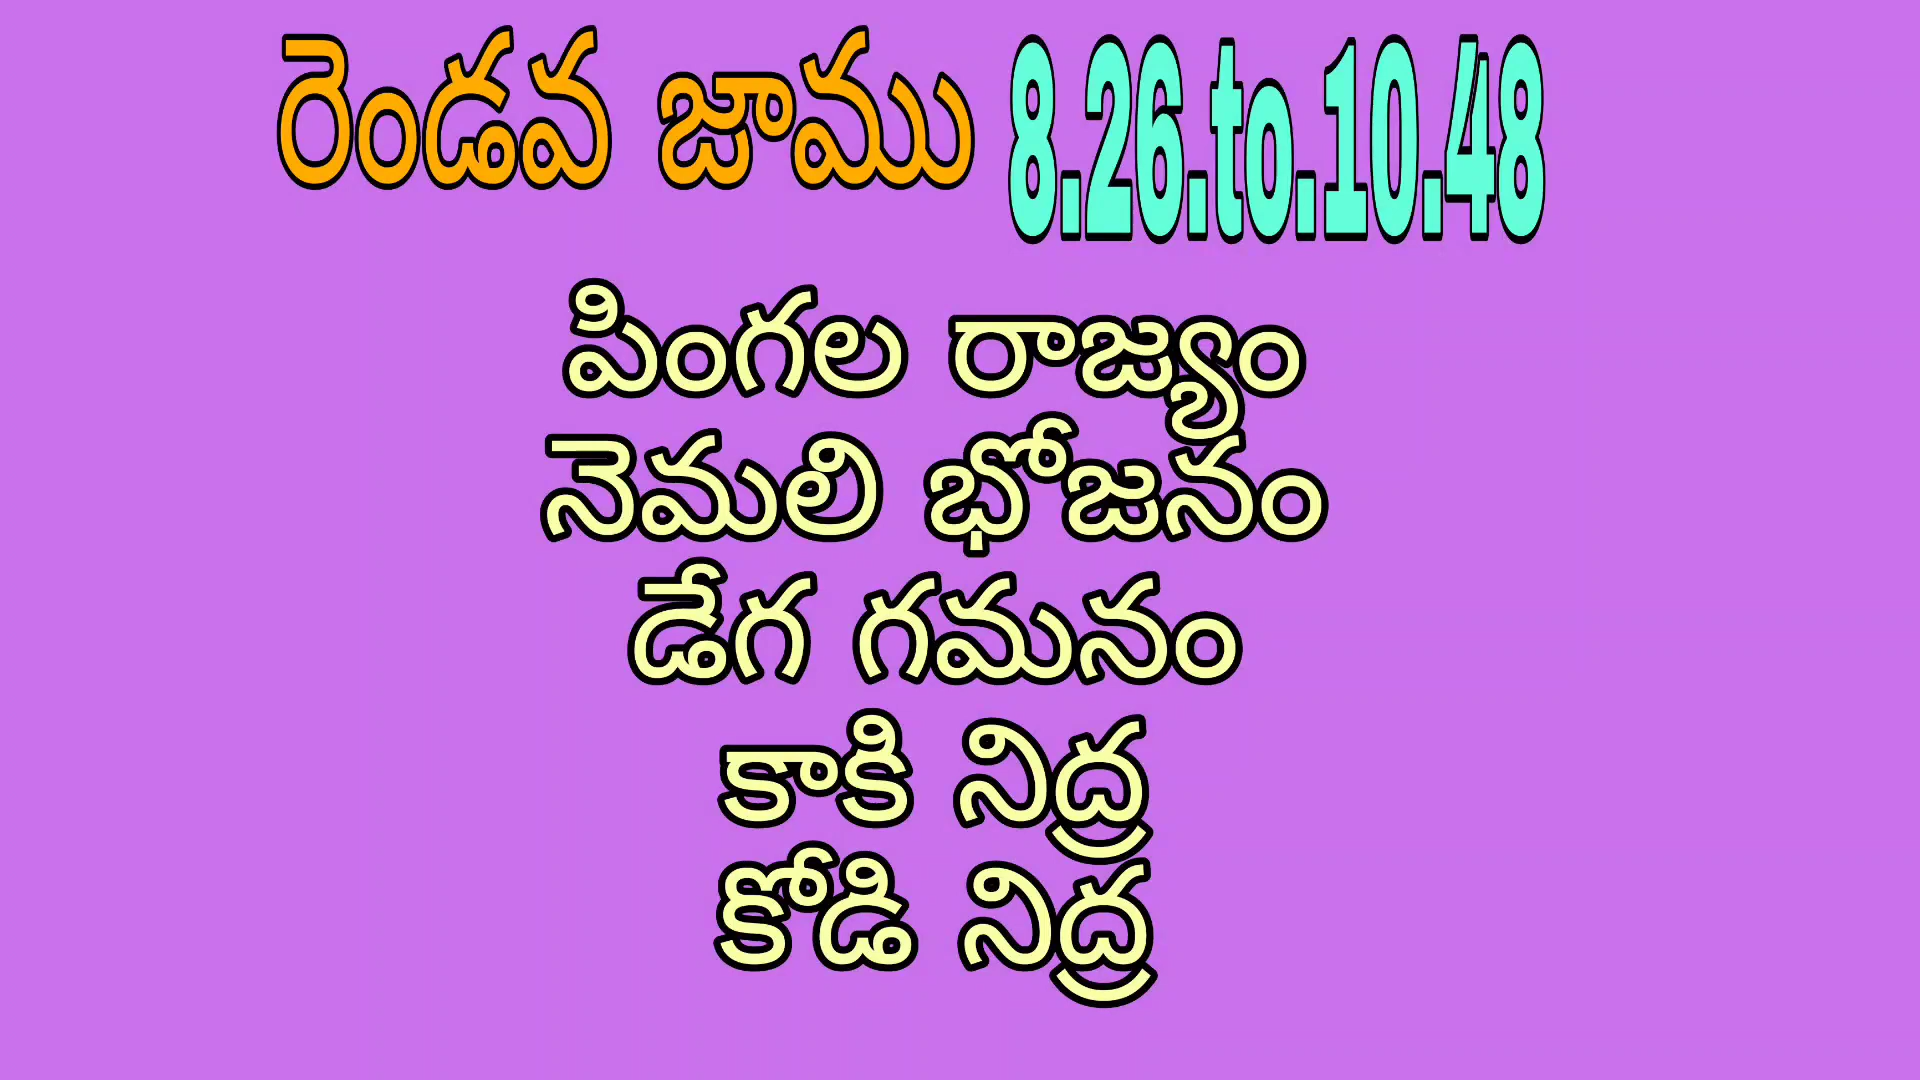 రెండవ జాము 8.26.to.10.48
పింగల రాజ్యం
నెమలి భోజనం
డేగ గమనం
కాకి నిద్ర
కోడి నిద్ర